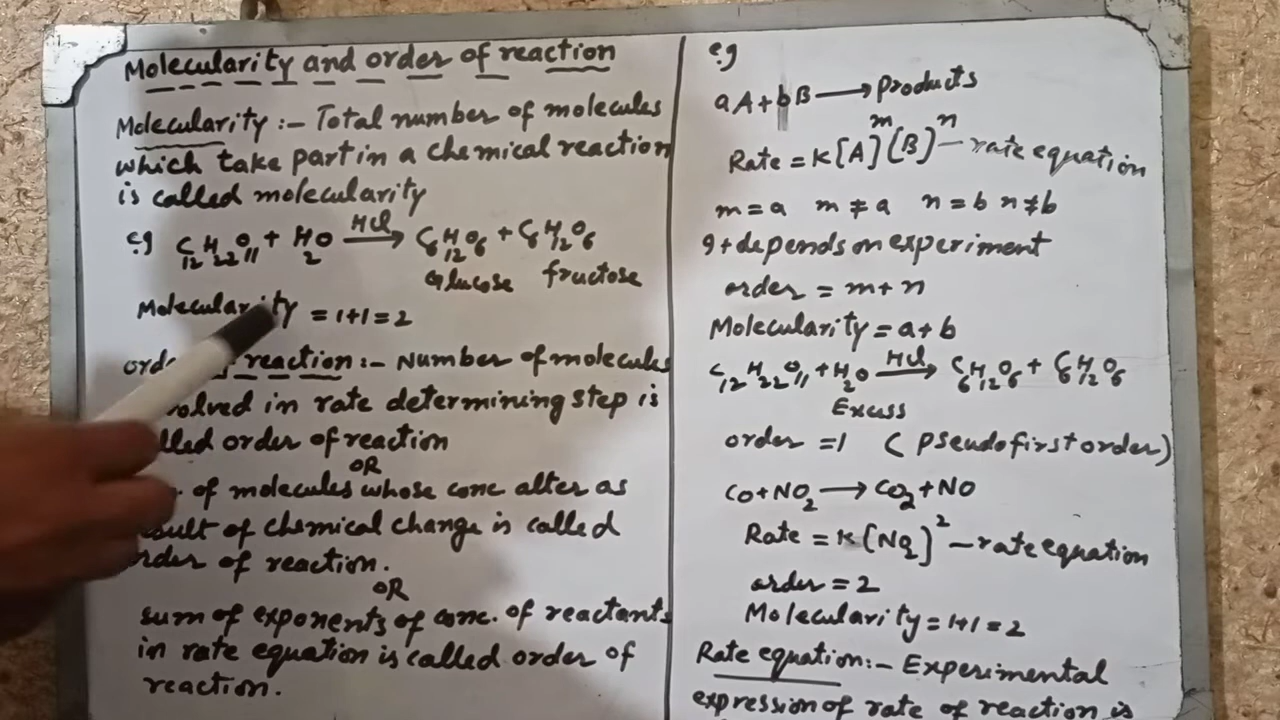 Molecularity and order of reaction
Molecularity :- Total number of molecules
which take part in a chemical reaction
is called molecularity
e.g C12H22O11 + H2O —HCl→ C6H12O6 + C6H12O6
Glucose fructose
Molecularity = 1+1=2
reaction :- Number of molecules
in rate determining step is
order of reaction
OR
of molecules whose conc alter as
of chemical change is called
of reaction.
OR
sum of exponents of conc. of reactants
in rate equation is called order of
reaction.
e.g
aA+bB → Products
Rate = K[A]^m [B]^n - rate equation
m=a m≠a n=b n≠b
9+ depends on experiment
order = m+n
Molecularity = a+b
C12H22O11 + H2O —HCl→ C6H12O6 + C6H12O6
Excess
order =1 (Pseudo first order)
CO+NO2 → CO2+NO
Rate = K[NO2]^2 - rate equation
order = 2
Molecularity = 1+1=2
Rate equation:- Experimental
expression of rate of reaction is